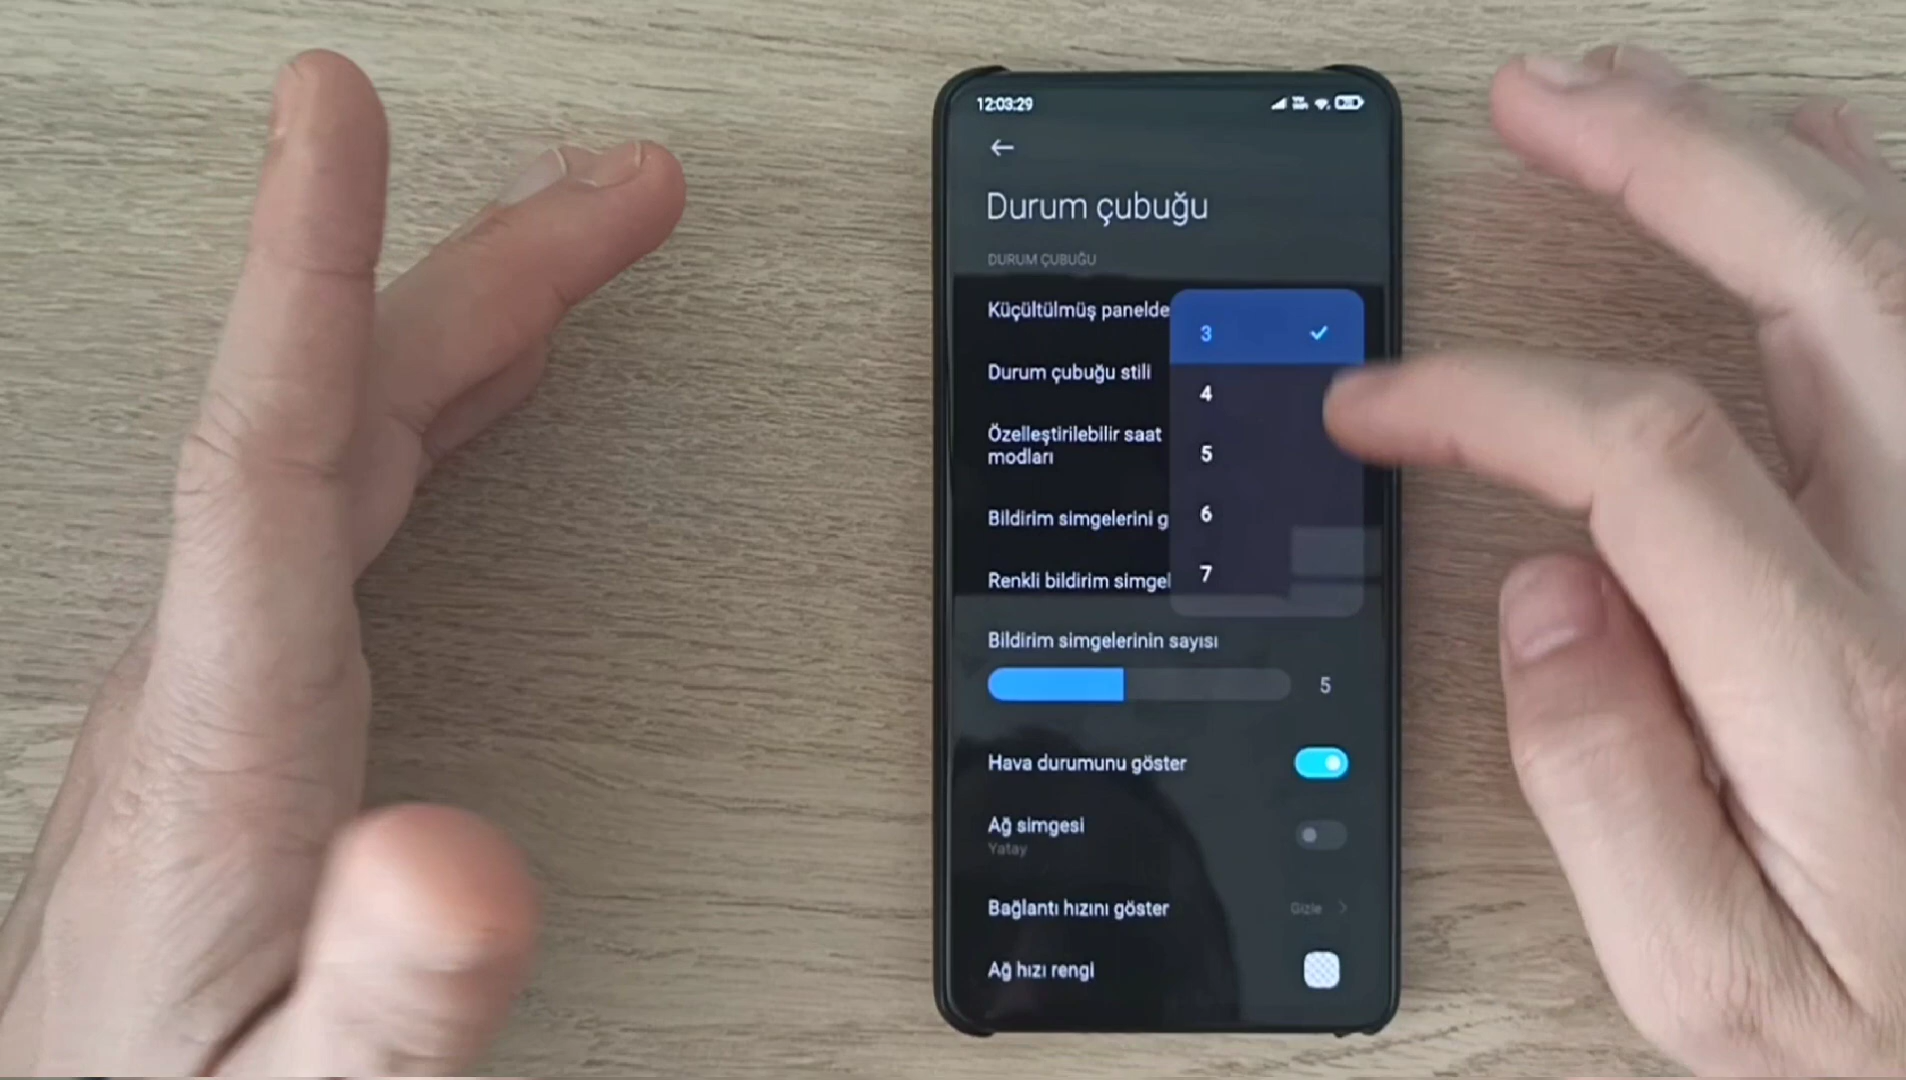 12:03:29
Durum çubuğu
DURUM ÇUBUĞU
Küçültülmüş panelde
3
Durum çubuğu stili
4
Özelleştirilebilir saat
modları
5
Bildirim simgelerini g
6
Renkli bildirim simgel
7
Bildirim simgelerinin sayısı
5
Hava durumunu göster
Ağ simgesi
Yatay
Bağlantı hızını göster
Gizle
Ağ hızı rengi